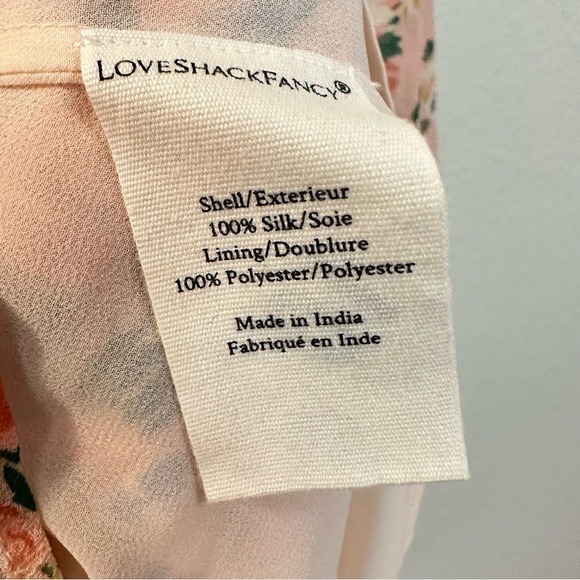 LOVESHACKFANCY®
Shell/Exterieur
100% Silk/Soie
Lining/Doublure
100% Polyester/Polyester
Made in India
Fabriqué en Inde